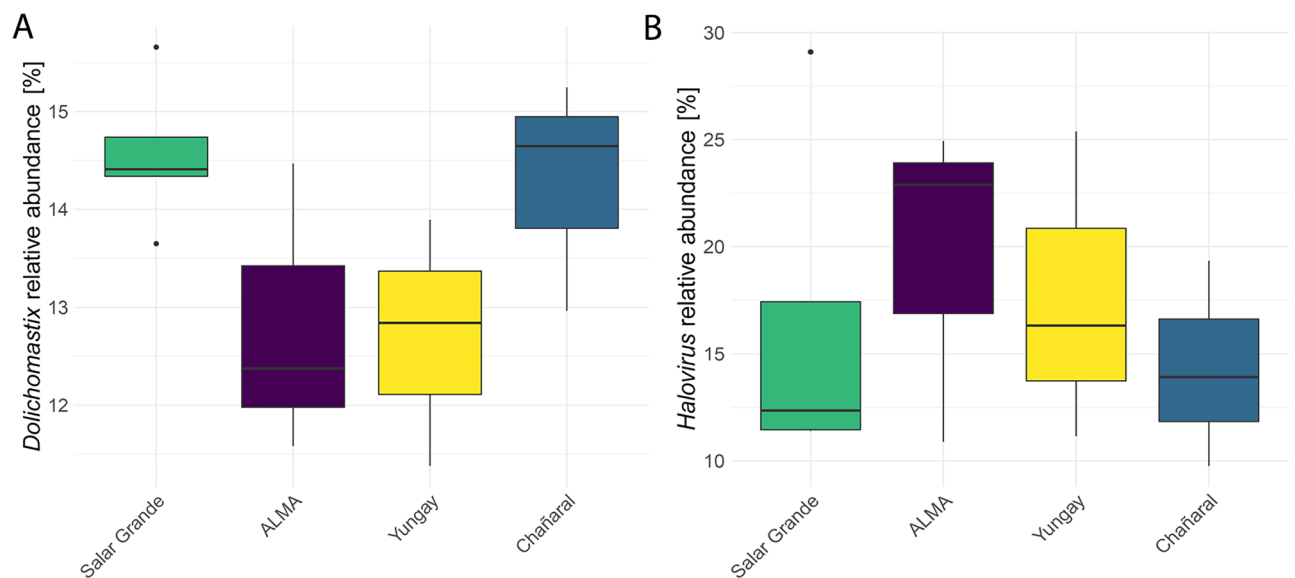 A
Dolichomastix relative abundance [%]
15
14
13
12
Salar Grande
ALMA
Yungay
Chañaral
B
Halovirus relative abundance [%]
30
25
20
15
10
Salar Grande
ALMA
Yungay
Chañaral